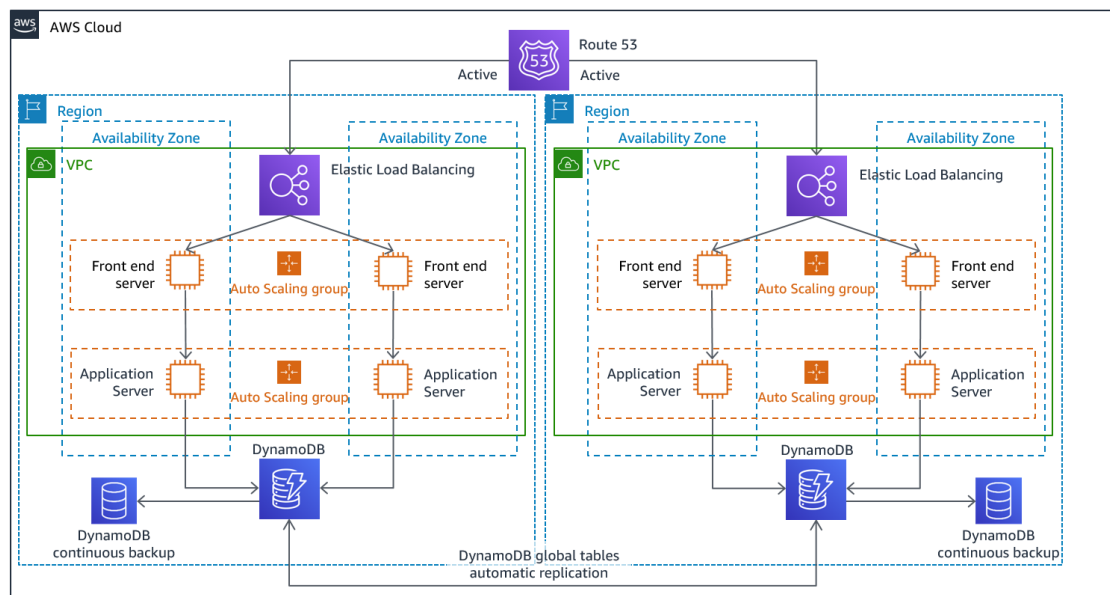 aws
AWS Cloud
53
Route 53
Active
Active
Region
Availability Zone
Availability Zone
VPC
Elastic Load Balancing
Front end
server
Auto Scaling group
Front end
server
Application
Server
Auto Scaling group
Application
Server
DynamoDB
DynamoDB
continuous backup
Region
Availability Zone
Availability Zone
VPC
Elastic Load Balancing
Front end
server
Auto Scaling group
Front end
server
Application
Server
Auto Scaling group
Application
Server
DynamoDB
DynamoDB
continuous backup
DynamoDB global tables
automatic replication